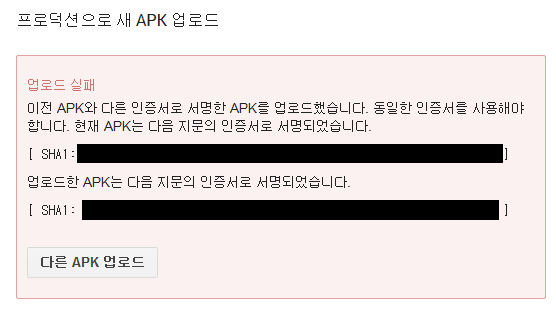 프로덕션으로 새 APK 업로드
업로드 실패
이전 APK와 다른 인증서로 서명한 APK를 업로드했습니다. 동일한 인증서를 사용해야
합니다. 현재 APK는 다음 지문의 인증서로 서명되었습니다.
[ SHA1: ]
업로드한 APK는 다음 지문의 인증서로 서명되었습니다.
[ SHA1: ]
다른 APK 업로드